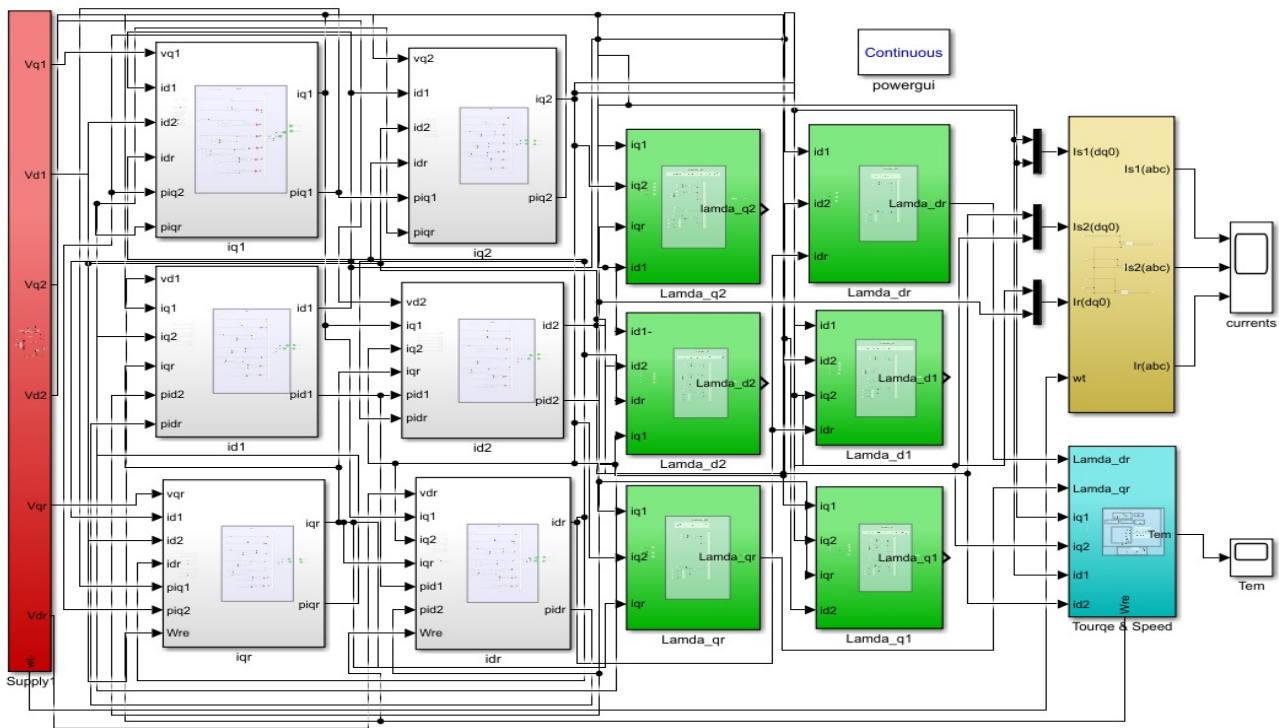 Vq1
Vd1
Vq2
Vd2
Vqr
Vdr
wt-
Supply1
vq1
id1
id2
idr
piq2
piqr
iq1
piq1
iq1
vq2
id1
id2
idr
piq1
piqr
iq2
piq2
iq2
Continuous
powergui
iq1
iq2
iqr
id1
lamda_q2
Lamda_q2
id1
id2
idr
Lamda_dr
Lamda_dr
Is1(dq0)
Is2(dq0)
Ir(dq0)
wt
Is1(abc)
Is2(abc)
Ir(abc)
currents
vd1
iq1
iq2
iqr
pid2
pidr
id1
pid1
id1
vd2
iq1
iq2
iqr
pid1
pidr
id2
pid2
id2
id1-
id2
idr
iq1
Lamda_d2
Lamda_d2
id1
id2
iq2
idr
Lamda_d1
Lamda_d1
Lamda_dr
Lamda_qr
iq1
iq2
id1
id2
Tem
Wre
Tourqe & Speed
Tem
vqr
id1
id2
idr
piq1
piq2
Wre
iqr
piqr
iqr
vdr
iq1
iq2
iqr
pid1
pid2
Wre
idr
pidr
idr
iq1
iq2
iqr
Lamda_qr
Lamda_qr
iq1
iq2
iqr
id2
Lamda_q1
Lamda_q1